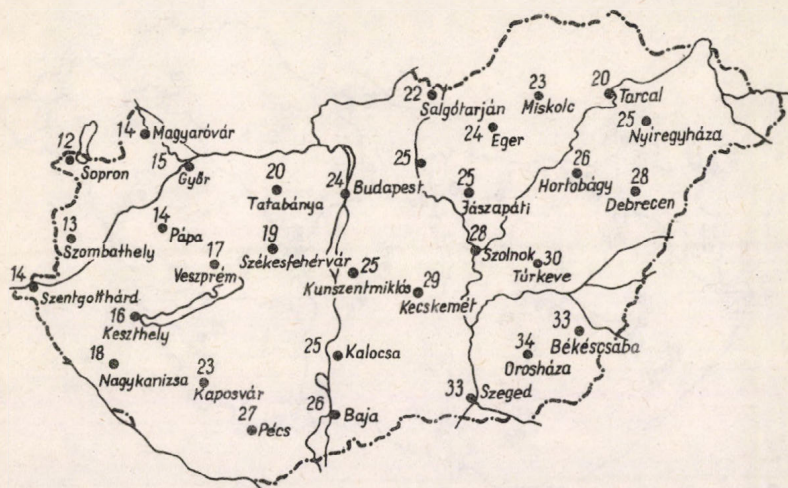 22
Salgótarján
23
Miskolc
20
Tarcal
12
Sopron
14
Magyaróvár
24
Eger
25
Nyíregyháza
15
Győr
25
20
Tatabánya
24
Budapest
25
Jászapáti
26
Hortobágy
28
Debrecen
13
Szombathely
14
Pápa
17
Veszprém
19
Székesfehérvár
28
Szolnok
25
Kunszentmiklós
30
Túrkeve
14
Szentgotthárd
29
Kecskemét
16
Keszthely
33
Békéscsaba
34
Orosháza
18
Nagykanizsa
25
Kalocsa
23
Kaposvár
33
Szeged
27
Pécs
26
Baja